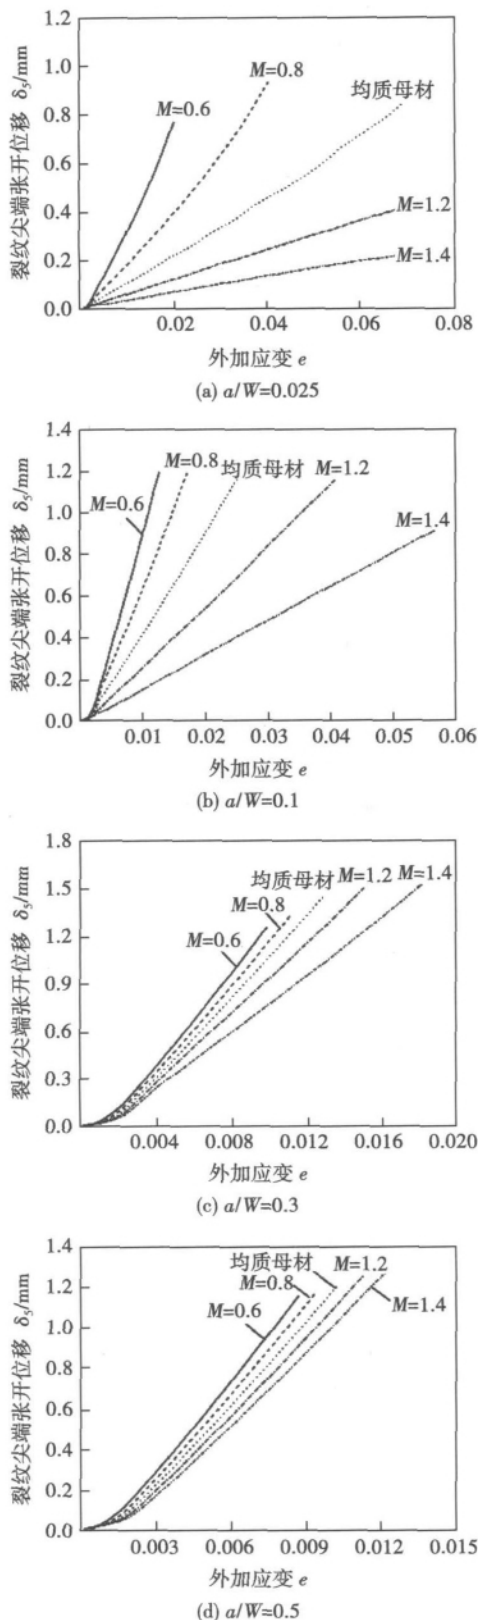 1.2
1.0
0.8
0.6
0.4
0.2
0.0
裂纹尖端张开位移 δ5/mm
M=0.6
M=0.8
均质母材
M=1.2
M=1.4
0.02
0.04
0.06
0.08
外加应变 e
(a) a/W=0.025
1.4
1.2
1.0
0.8
0.6
0.4
0.2
0.0
裂纹尖端张开位移 δ5/mm
M=0.6
M=0.8
均质母材
M=1.2
M=1.4
0.01
0.02
0.03
0.04
0.05
0.06
外加应变 e
(b) a/W=0.1
1.8
1.5
1.2
0.9
0.6
0.3
0.0
裂纹尖端张开位移 δ5/mm
均质母材
M=1.2
M=1.4
M=0.8
M=0.6
0.004
0.008
0.012
0.016
0.020
外加应变 e
(c) a/W=0.3
1.4
1.2
1.0
0.8
0.6
0.4
0.2
0.0
裂纹尖端张开位移 δ5/mm
均质母材
M=1.2
M=0.8
M=0.6
M=1.4
0.003
0.006
0.009
0.012
0.015
外加应变 e
(d) a/W=0.5